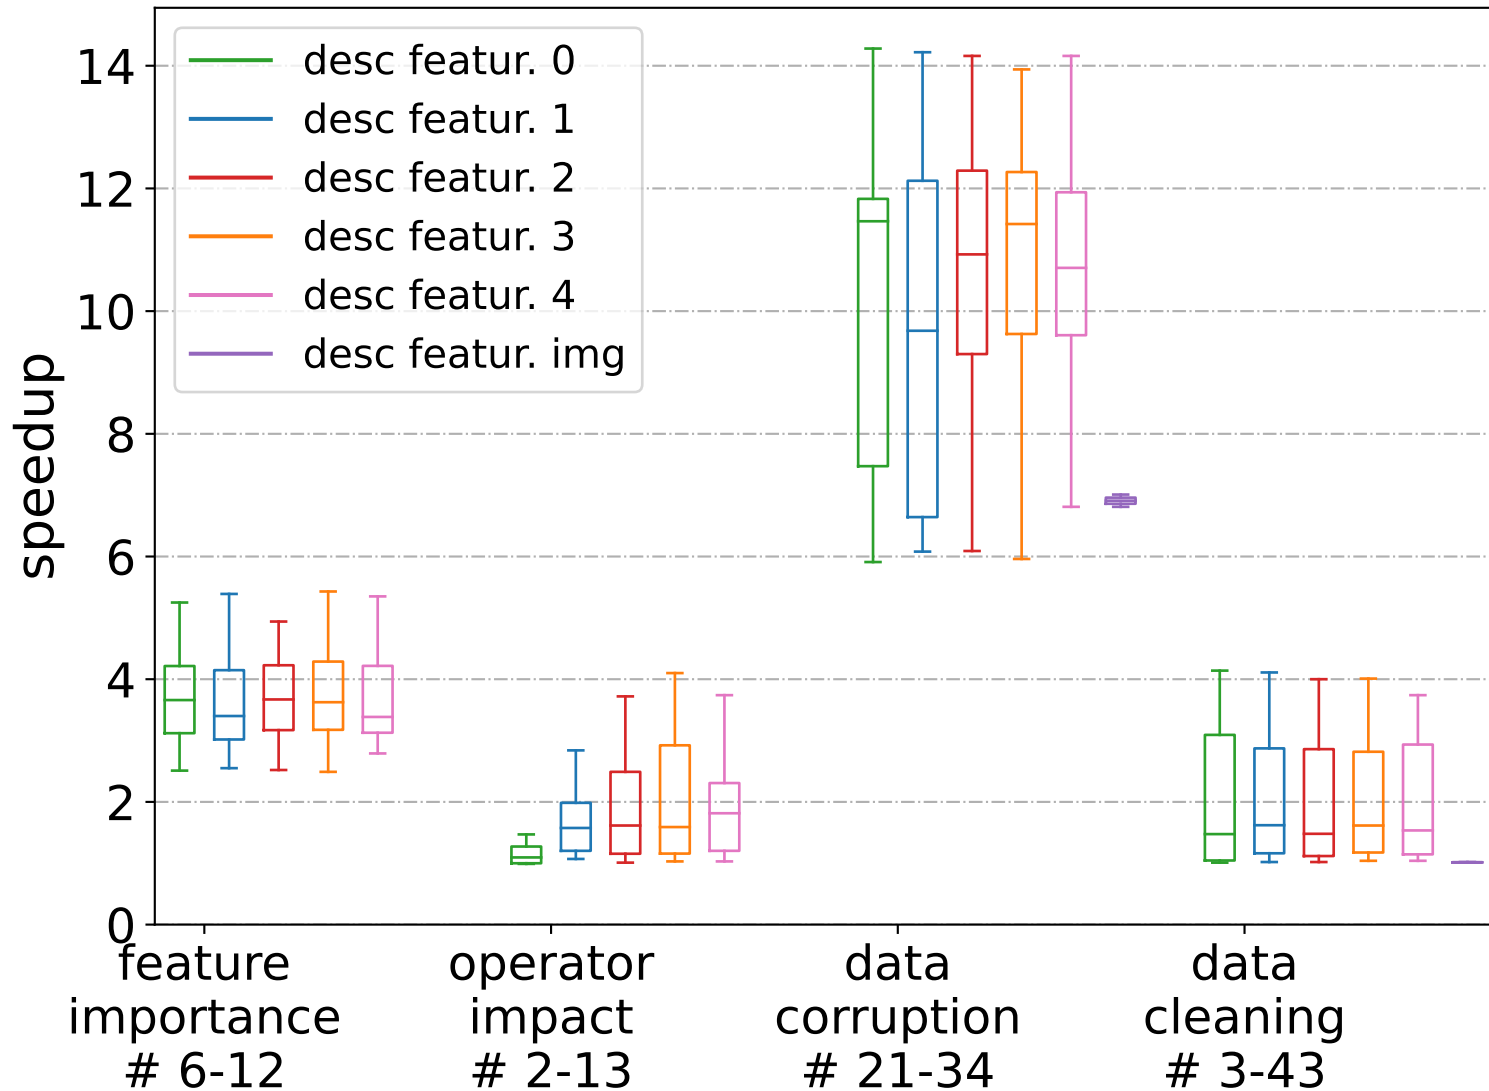 speedup
14
12
10
8
6
4
2
0
desc featur. 0
desc featur. 1
desc featur. 2
desc featur. 3
desc featur. 4
desc featur. img
feature
importance
# 6-12
operator
impact
# 2-13
data
corruption
# 21-34
data
cleaning
# 3-43